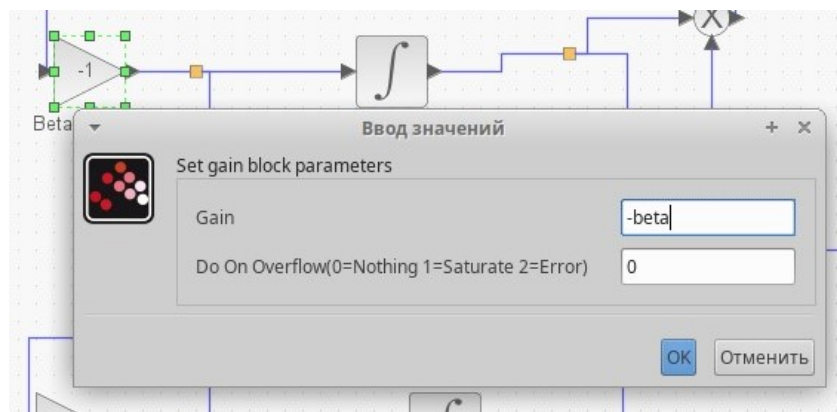 X
-1
∫
Beta
Ввод значений
Set gain block parameters
Gain
-beta
Do On Overflow(0=Nothing 1=Saturate 2=Error)
0
OK
Отменить